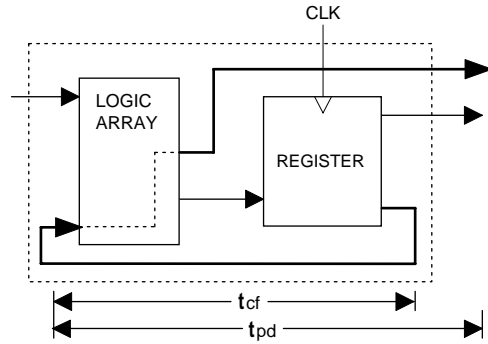 CLK
LOGIC
ARRAY
REGISTER
tcf
tpd